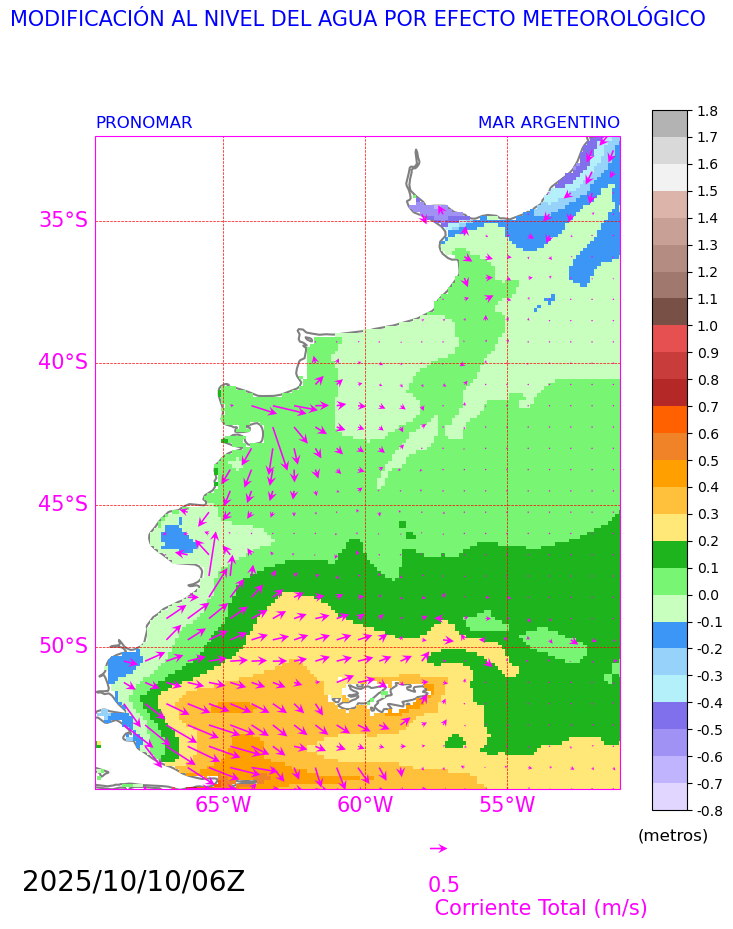 MODIFICACIÓN AL NIVEL DEL AGUA POR EFECTO METEOROLÓGICO
PRONOMAR
MAR ARGENTINO
35°S
40°S
45°S
50°S
65°W
60°W
55°W
1.8
1.7
1.6
1.5
1.4
1.3
1.2
1.1
1.0
0.9
0.8
0.7
0.6
0.5
0.4
0.3
0.2
0.1
0.0
-0.1
-0.2
-0.3
-0.4
-0.5
-0.6
-0.7
-0.8
(metros)
2025/10/10/06Z
0.5
Corriente Total (m/s)